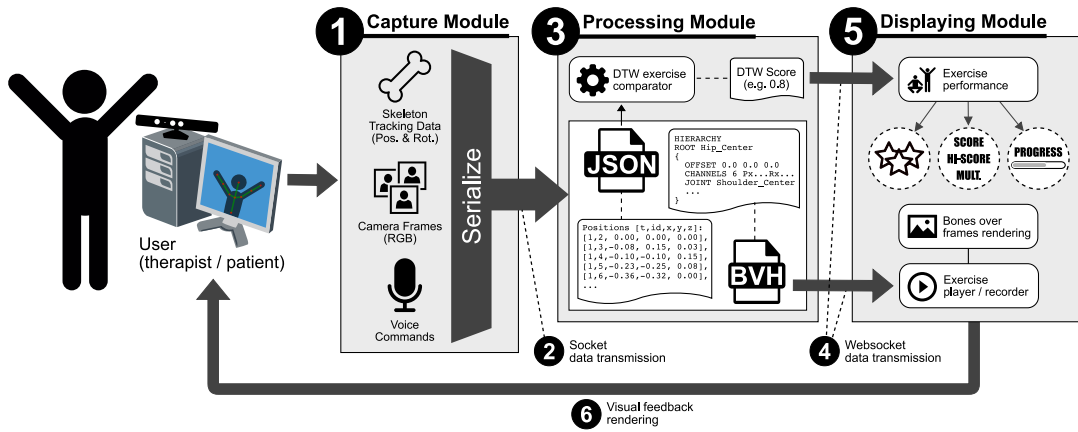 1 Capture Module
Skeleton
Tracking Data
(Pos. & Rot.)
Camera Frames
(RGB)
Voice
Commands
Serialize
User
(therapist / patient)
2 Socket
data transmission
3 Processing Module
DTW exercise
comparator
DTW Score
(e.g. 0.8)
JSON
HIERARCHY
ROOT Hip_Center
{
OFFSET 0.0 0.0 0.0
CHANNELS 6 Px...Rx...
JOINT Shoulder_Center
...
}
Positions [t,id,x,y,z]:
[1,2, 0.00, 0.00, 0.00],
[1,3,-0.08, 0.15, 0.03],
[1,4,-0.10,-0.10, 0.15],
[1,5,-0.23,-0.25, 0.08],
[1,6,-0.36,-0.32, 0.00],
...
BVH
4 Websocket
data transmission
5 Displaying Module
Exercise
performance
SCORE
HI-SCORE
MULT.
PROGRESS
Bones over
frames rendering
Exercise
player / recorder
6 Visual feedback
rendering